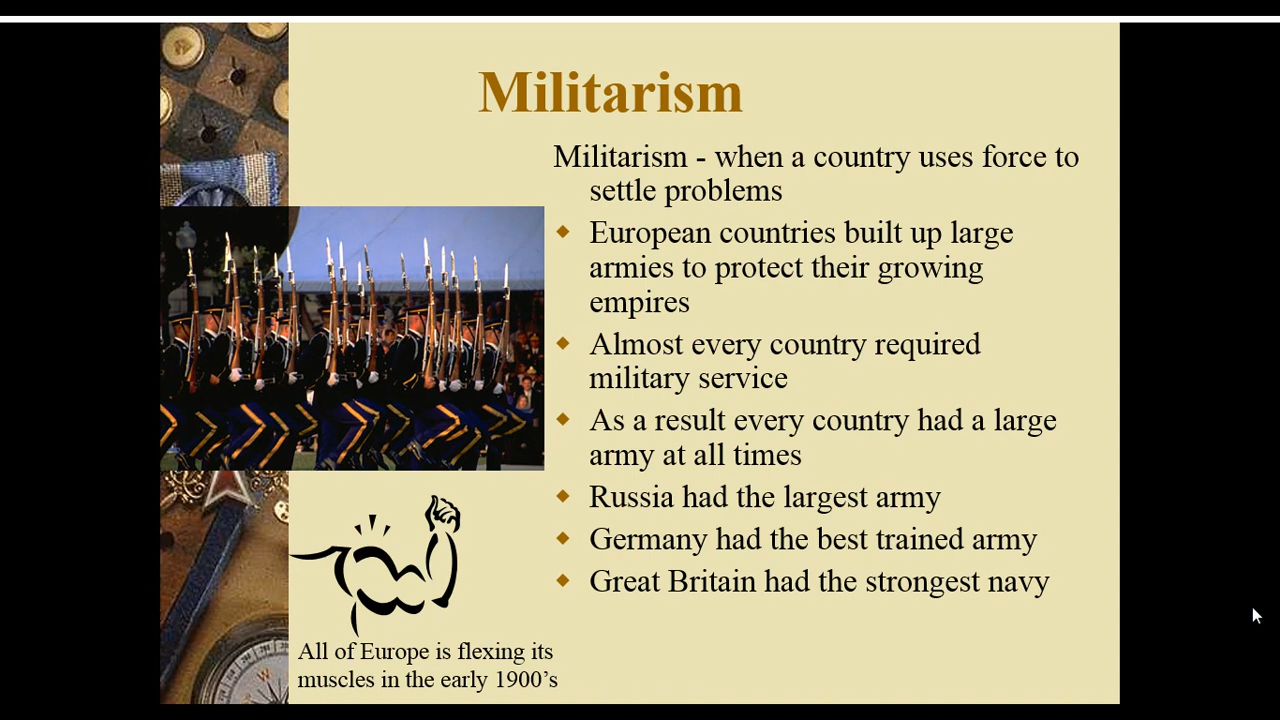 Militarism
Militarism - when a country uses force to
settle problems
European countries built up large
armies to protect their growing
empires
Almost every country required
military service
As a result every country had a large
army at all times
Russia had the largest army
Germany had the best trained army
Great Britain had the strongest navy
All of Europe is flexing its
muscles in the early 1900’s